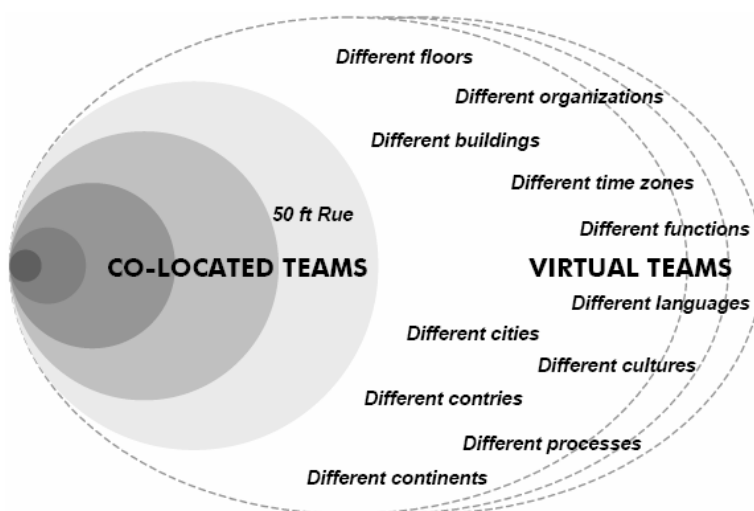 Different floors
Different organizations
Different buildings
Different time zones
50 ft Rue
Different functions
CO-LOCATED TEAMS
VIRTUAL TEAMS
Different languages
Different cities
Different cultures
Different contries
Different processes
Different continents